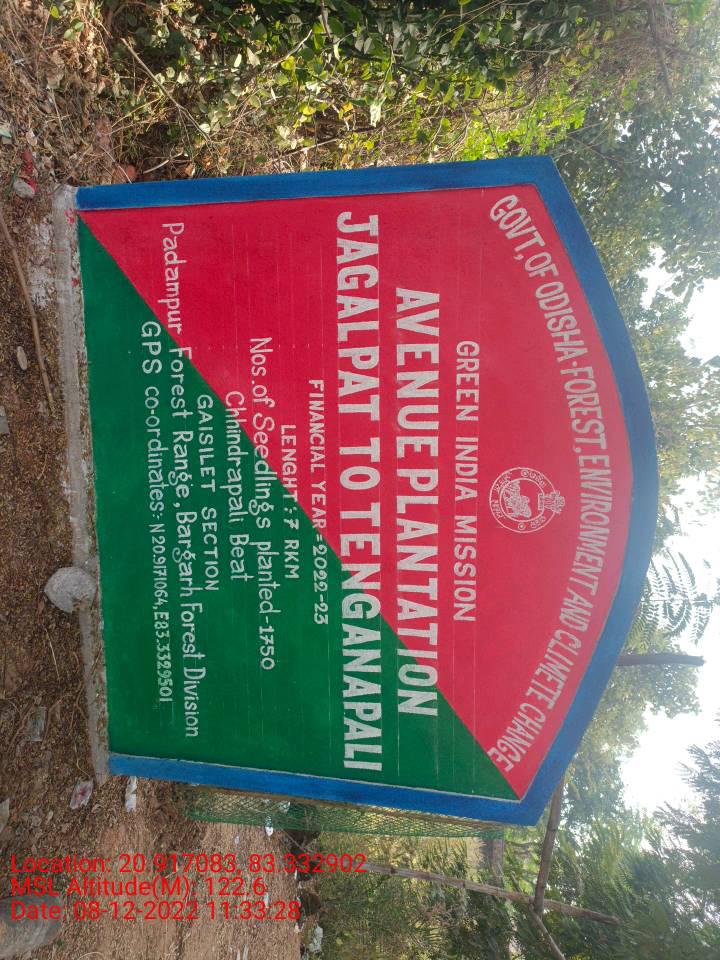 GOVT, OF ODISHA-FOREST, ENVIRONMENT AND CLIMETE CHANGE
GREEN INDIA MISSION
AVENUE PLANTATION
JAGALPAT TO TENGANAPALI
FINANCIAL YEAR-2022-23
LENGHT:7 RKM
Nos. of Seedlings planted-1750
Chhindrapali Beat
GAISILET SECTION
Padampur Forest Range, Bargarh Forest Division
GPS co-ordinates:- N20.9171064,E83.3329501
Location: 20.917083, 83.332902
MSL Altitude(M): 122.6
Date: 08-12-2022 11:33:28